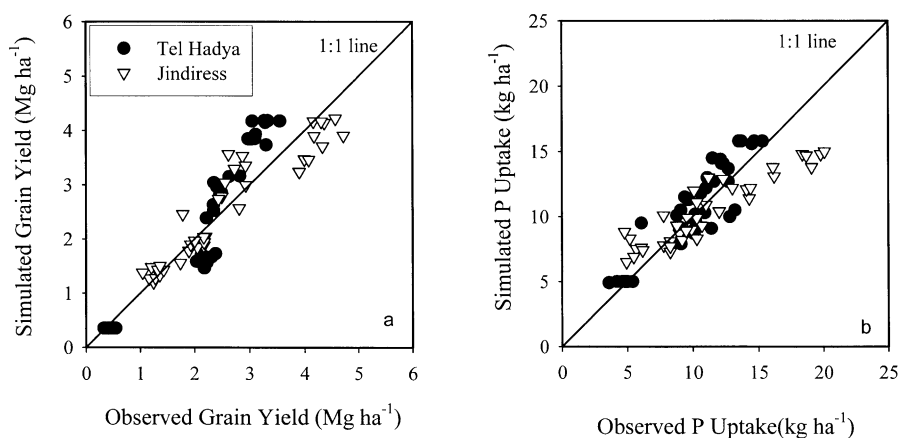 Simulated Grain Yield (Mg ha⁻¹)
6
5
4
3
2
1
0
Tel Hadya
Jindiress
1:1 line
a
0 1 2 3 4 5 6
Observed Grain Yield (Mg ha⁻¹)
Simulated P Uptake
(kg ha⁻¹)
25
20
15
10
5
0
1:1 line
b
0 5 10 15 20 25
Observed P Uptake(kg ha⁻¹)